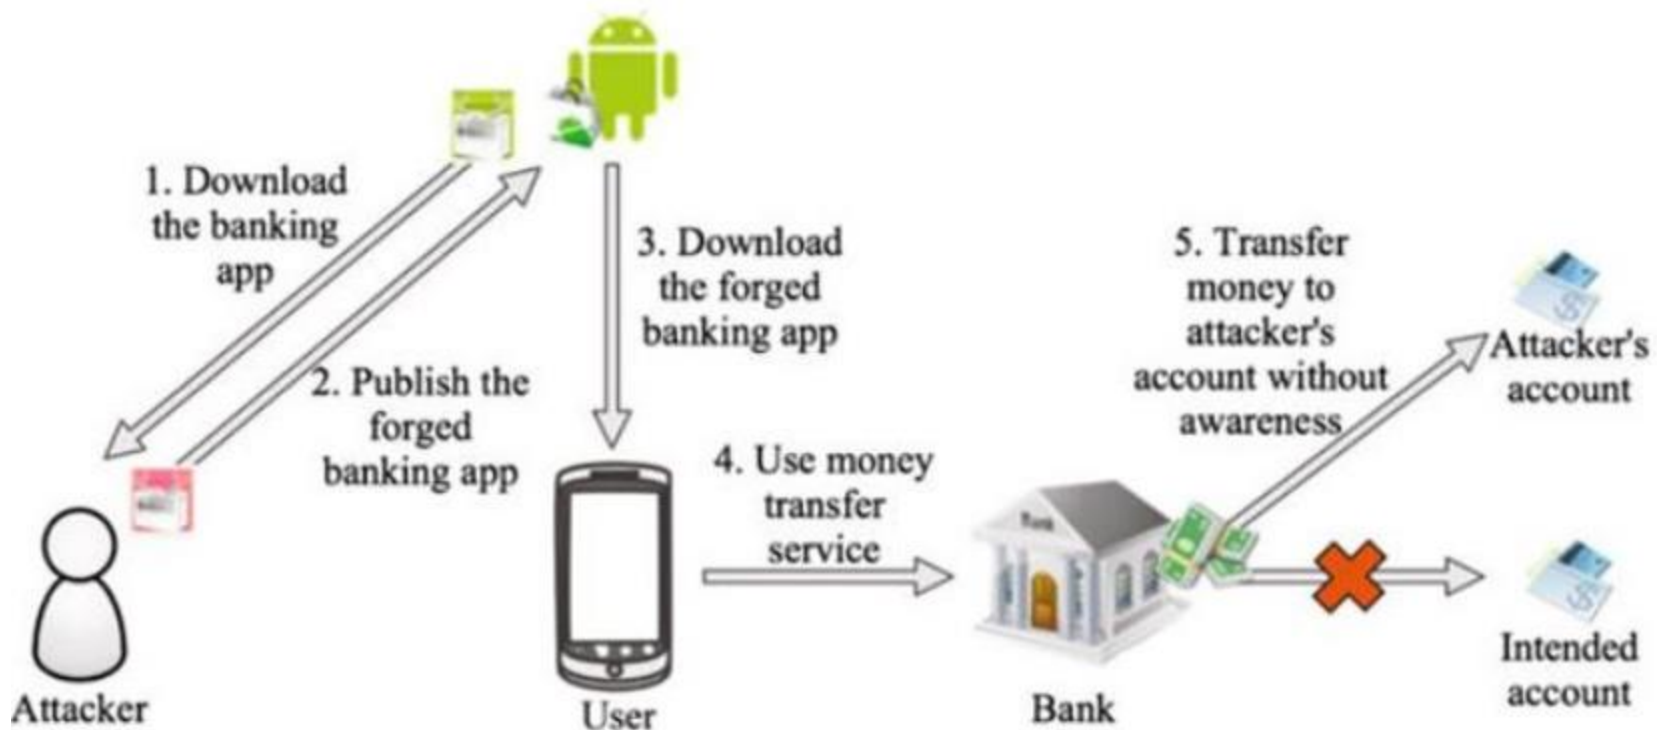 1. Download
the banking
app
2. Publish the
forged
banking app
3. Download
the forged
banking app
4. Use money
transfer
service
5. Transfer
money to
attacker's
account without
awareness
Attacker's
account
Intended
account
Attacker
User
Bank
Bank